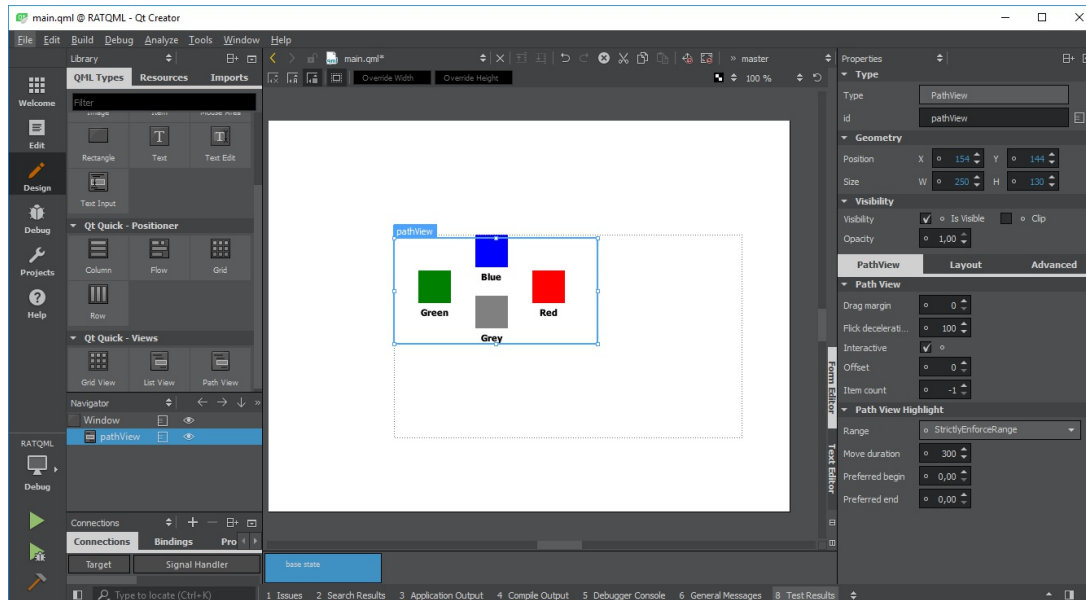 main.qml @ RATQML - Qt Creator
File Edit Build Debug Analyze Tools Window Help
Library
main.qml*
» master
Properties
QML Types Resources Imports
Override Width Override Height
100 %
Type
Filter
Type PathView
id pathView
Image Item Mouse Area
Rectangle Text Text Edit
Text Input
Geometry
Position X 154 Y 144
Size W 250 H 130
Visibility
Visibility Is Visible Clip
Opacity 1,00
Qt Quick - Positioner
Column Flow Grid
Row
Qt Quick - Views
Grid View List View Path View
Welcome
Edit
Design
Debug
Projects
Help
RATQML
Debug
pathView
Blue
Green
Red
Grey
Form Editor
Text Editor
PathView Layout Advanced
Path View
Drag margin 0
Flick decelerati... 100
Interactive
Offset 0
Item count -1
Path View Highlight
Range StrictlyEnforceRange
Move duration 300
Preferred begin 0,00
Preferred end 0,00
Navigator
Window
pathView
Connections
Connections Bindings Pro
Target Signal Handler
base state
Type to locate (Ctrl+K)
1 Issues 2 Search Results 3 Application Output 4 Compile Output 5 Debugger Console 6 General Messages 8 Test Results